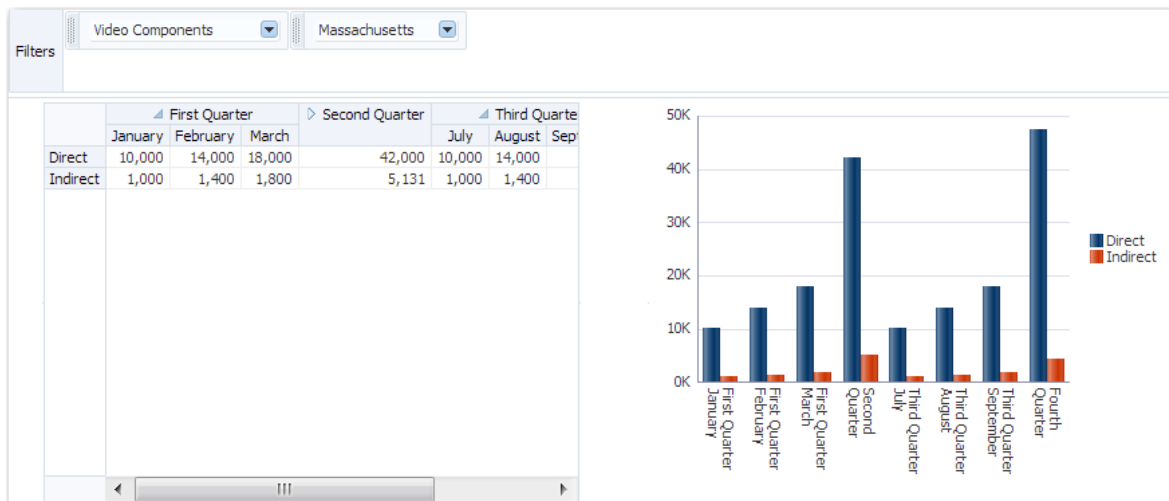 Filters
Video Components
Massachusetts
First Quarter Second Quarter Third Quarte
January February March July August Sept
Direct 10,000 14,000 18,000 42,000 10,000 14,000
Indirect 1,000 1,400 1,800 5,131 1,000 1,400
50K
40K
30K
20K
10K
0K
First Quarter
January
First Quarter
February
First Quarter
March
Second
Quarter
Third Quarter
July
Third Quarter
August
Third Quarter
September
Fourth
Quarter
Direct
Indirect